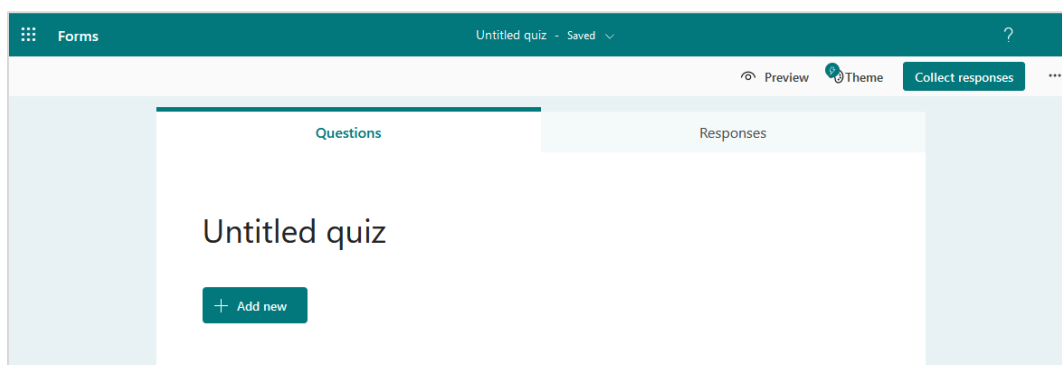 Forms
Untitled quiz - Saved
?
Preview
Theme
Collect responses
Questions
Responses
Untitled quiz
Add new